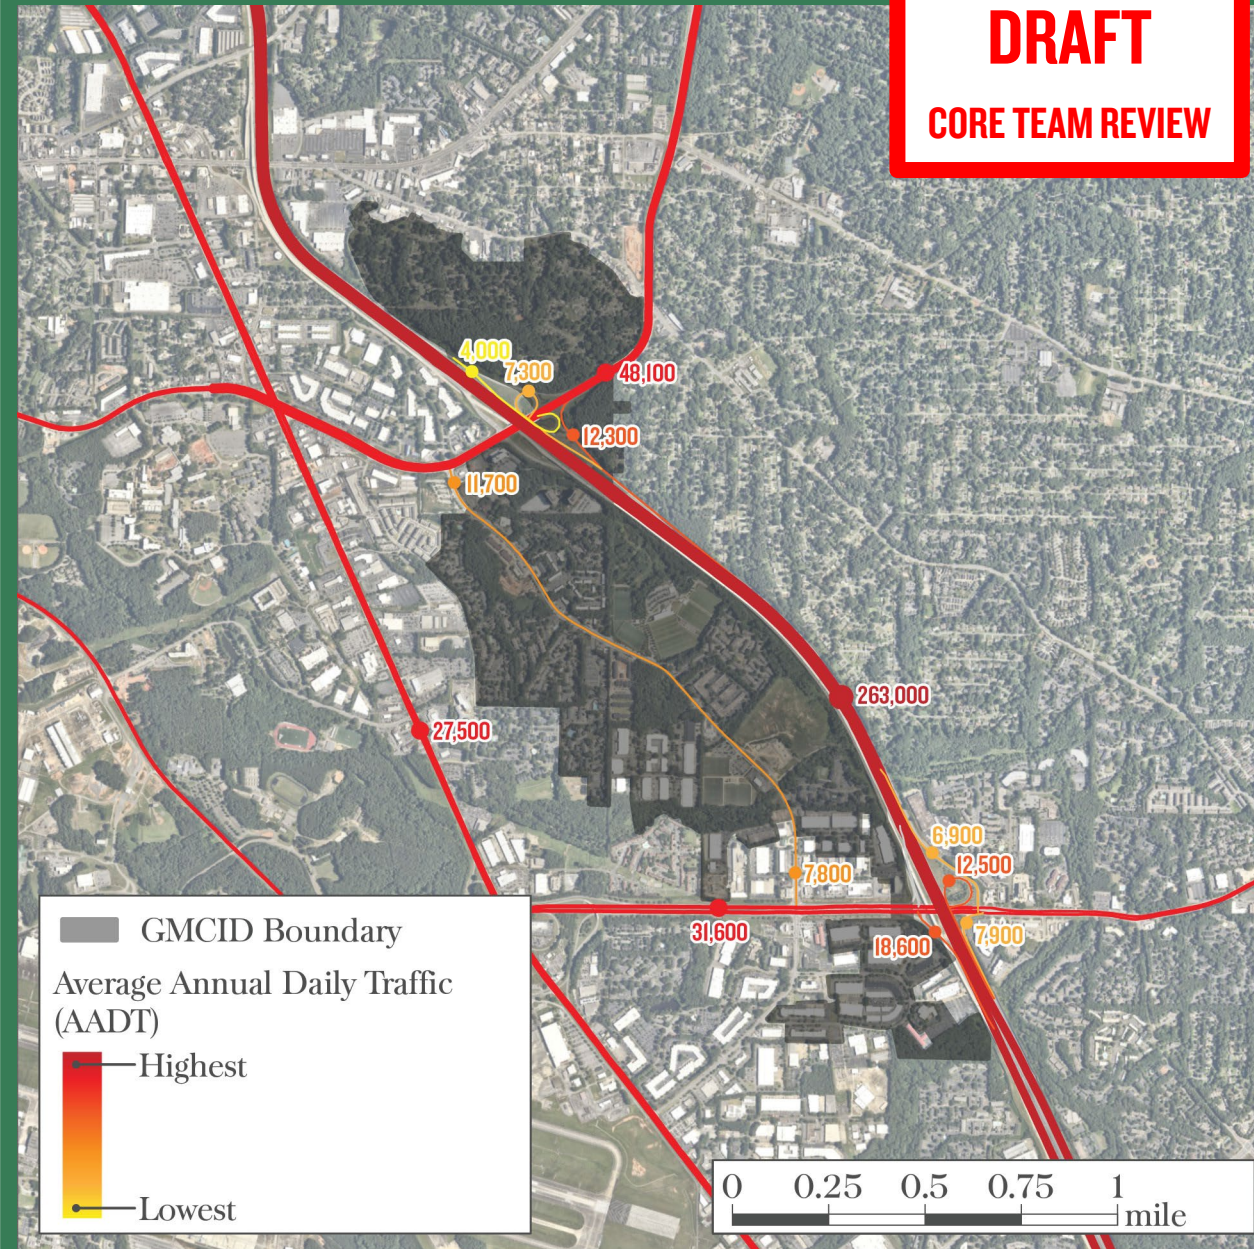 DRAFT
CORE TEAM REVIEW
4,000
7,300
48,100
12,300
11,700
263,000
27,500
6,900
12,500
7,800
31,600
18,600
7,900
GMCID Boundary
Average Annual Daily Traffic
(AADT)
Highest
Lowest
0 0.25 0.5 0.75 1
mile